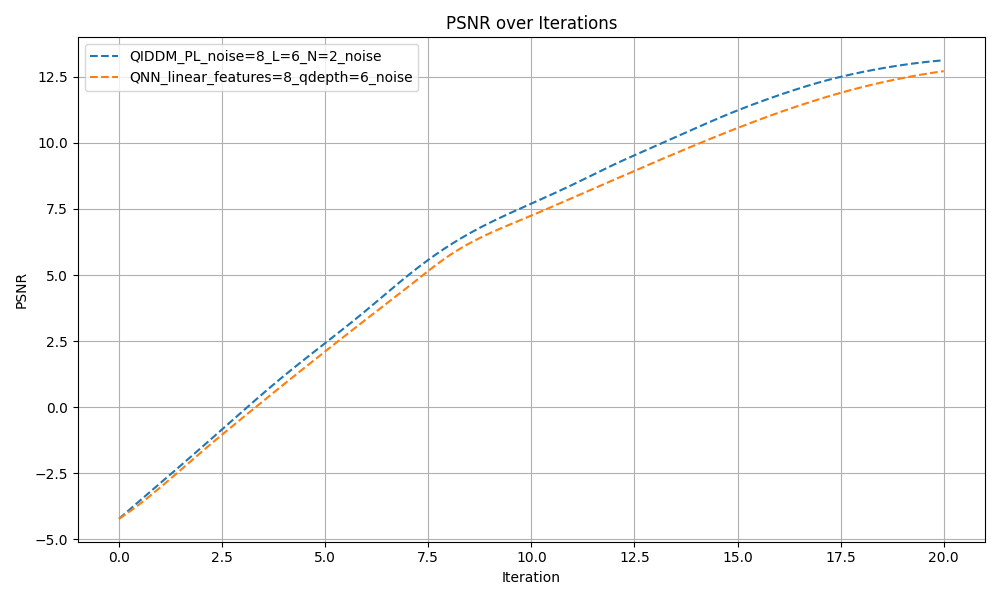 PSNR over Iterations
QIDDM_PL_noise=8_L=6_N=2_noise
QNN_linear_features=8_qdepth=6_noise
PSNR
12.5
10.0
7.5
5.0
2.5
0.0
−2.5
−5.0
0.0 2.5 5.0 7.5 10.0 12.5 15.0 17.5 20.0
Iteration